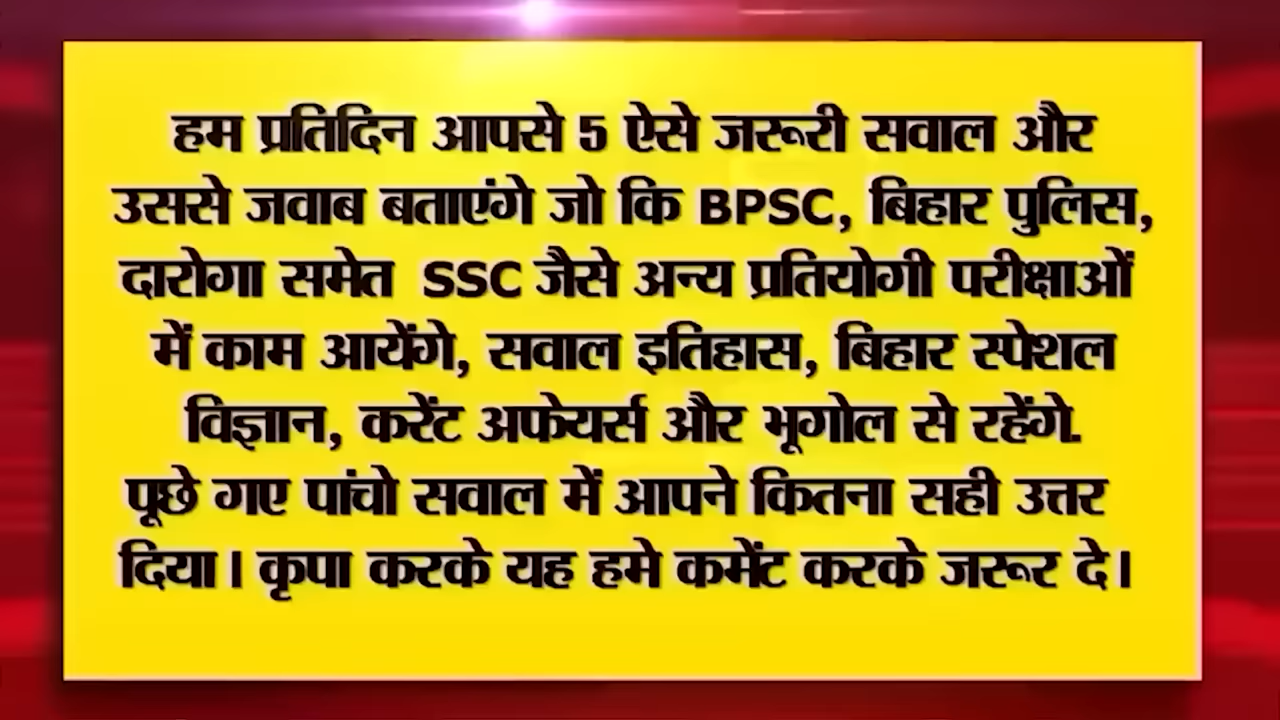 हम प्रतिदिन आपसे 5 ऐसे जरूरी सवाल और
उससे जवाब बताएंगे जो कि BPSC, बिहार पुलिस,
दारोगा समेत SSC जैसे अन्य प्रतियोगी परीक्षाओं
में काम आयेंगे, सवाल इतिहास, बिहार स्पेशल
विज्ञान, करेंट अफेयर्स और भूगोल से रहेंगे.
पूछे गए पांचो सवाल में आपने कितना सही उत्तर
दिया। कृपा करके यह हमे कमेंट करके जरूर दे।